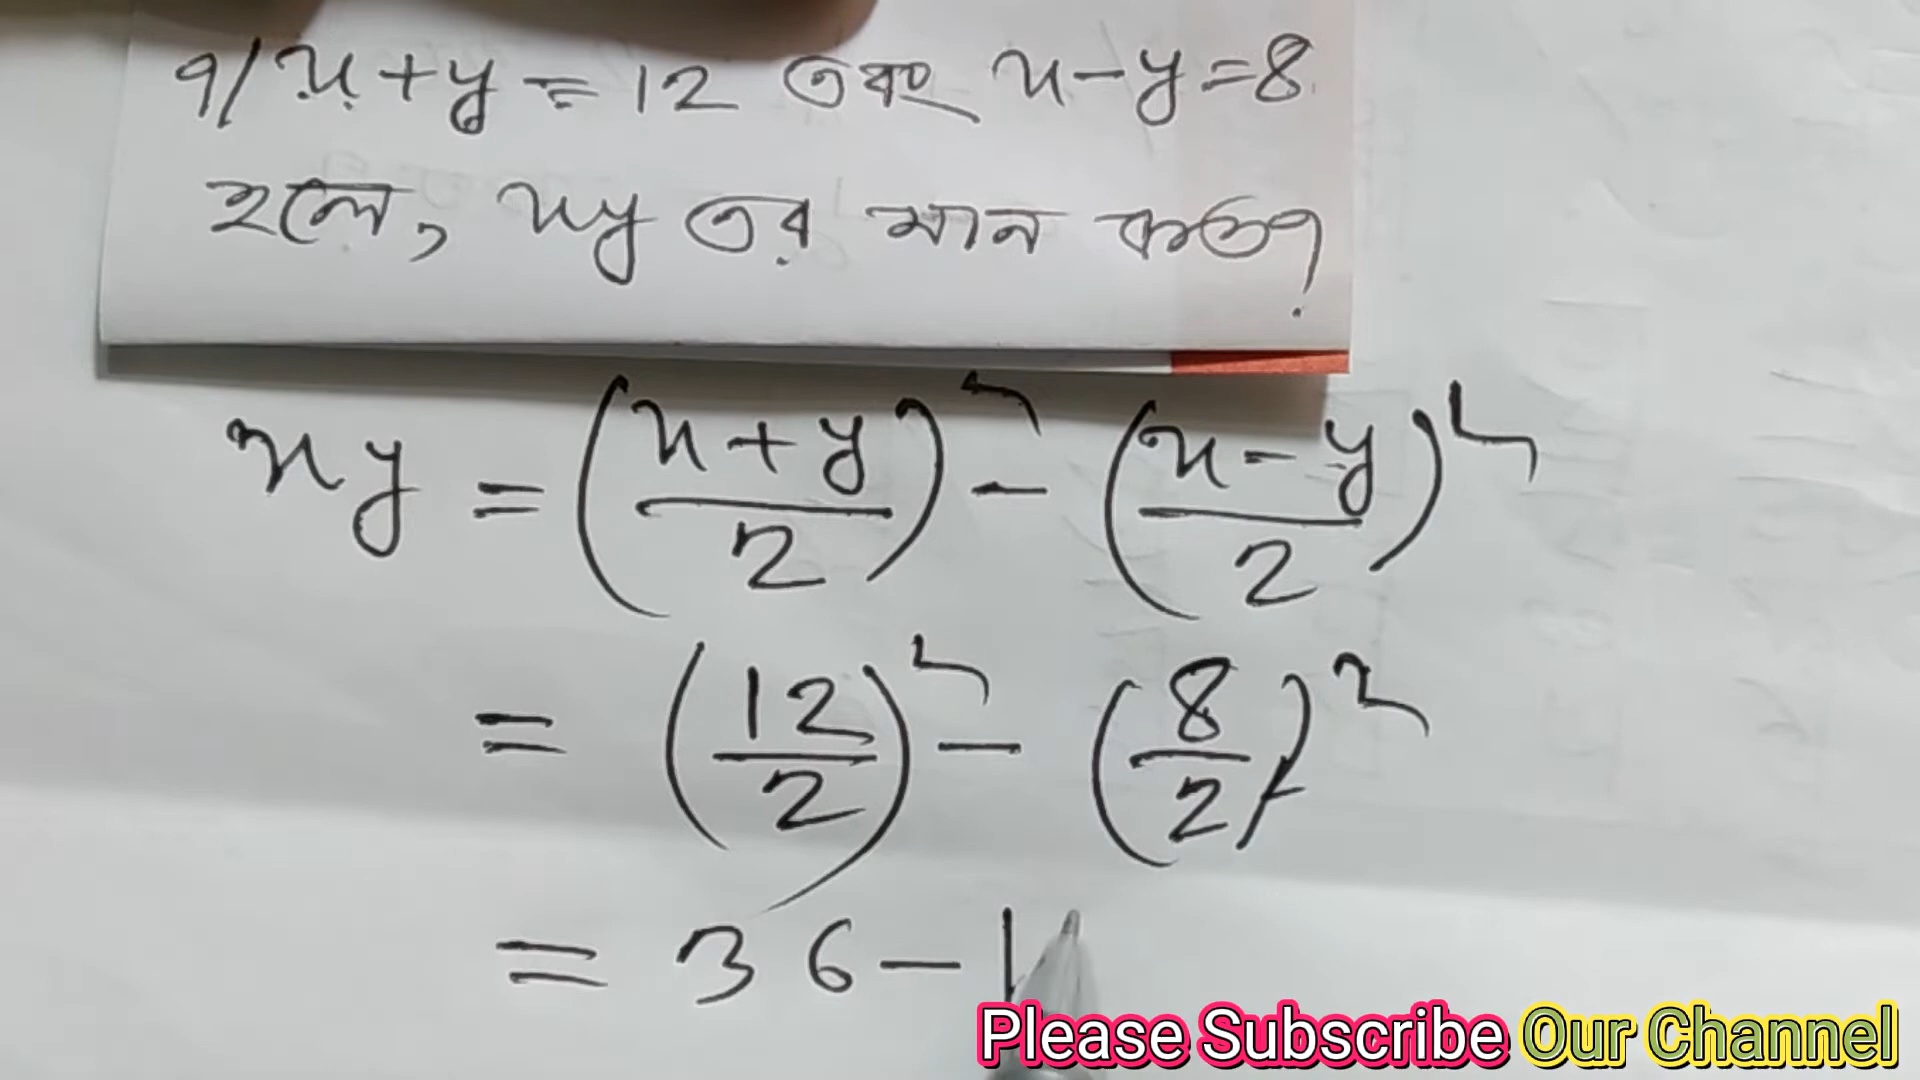 9/ x + y = 12 এবং x - y = 8
হলে, xy এর মান কত?
xy = (x + y / 2)² - (x - y / 2)²
= (12 / 2)² - (8 / 2)²
= 36 - 1
Please Subscribe Our Channel